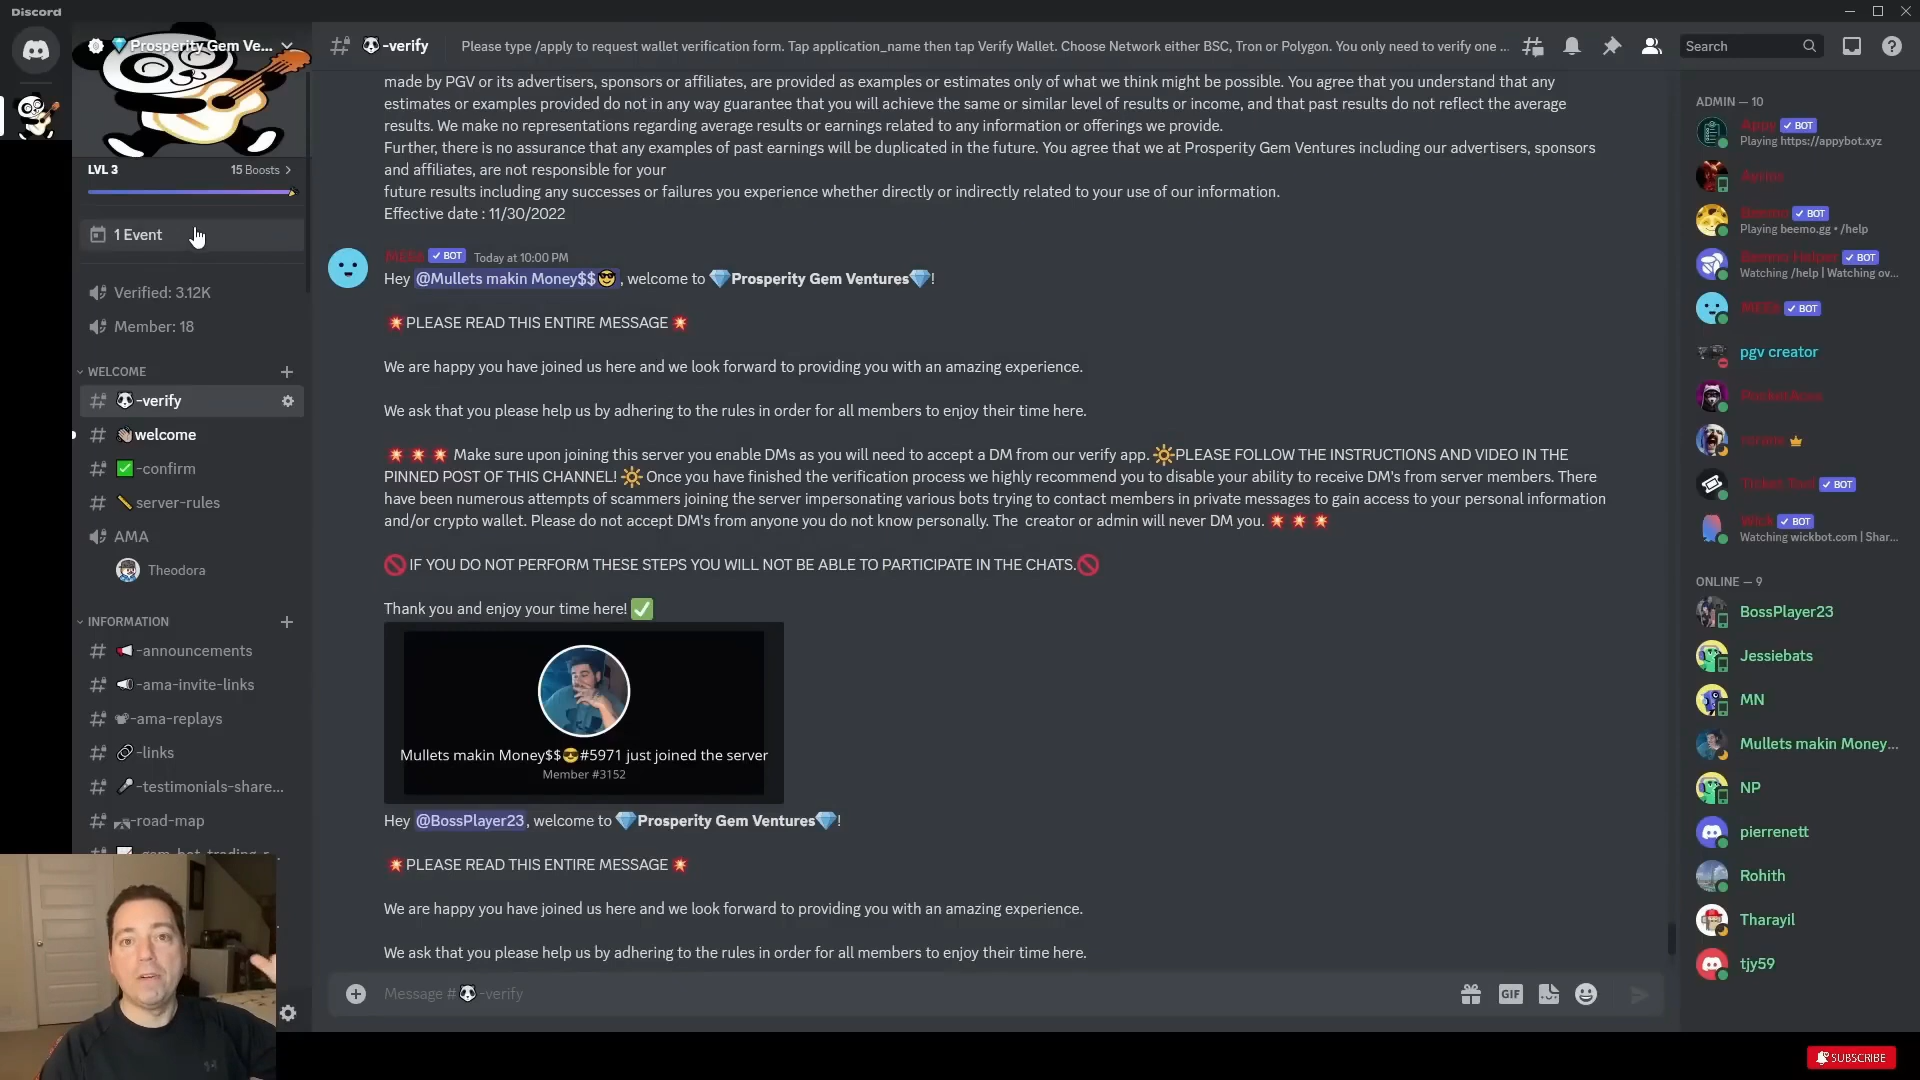 Discord
Prosperity Gem Ve...
-verify
Please type /apply to request wallet verification form. Tap application_name then tap Verify Wallet. Choose Network either BSC, Tron or Polygon. You only need to verify one ...
Search
LVL 3
15 Boosts
1 Event
Verified: 3.12K
Member: 18
WELCOME
-verify
welcome
-confirm
server-rules
AMA
Theodora
INFORMATION
-announcements
-ama-invite-links
-ama-replays
-links
-testimonials-share...
-road-map
made by PGV or its advertisers, sponsors or affiliates, are provided as examples or estimates only of what we think might be possible. You agree that you understand that any
estimates or examples provided do not in any way guarantee that you will achieve the same or similar level of results or income, and that past results do not reflect the average
results. We make no representations regarding average results or earnings related to any information or offerings we provide.
Further, there is no assurance that any examples of past earnings will be duplicated in the future. You agree that we at Prosperity Gem Ventures including our advertisers, sponsors
and affiliates, are not responsible for your
future results including any successes or failures you experience whether directly or indirectly related to your use of our information.
Effective date : 11/30/2022
BOT Today at 10:00 PM
Hey @Mullets makin Money$$😎, welcome to 💎Prosperity Gem Ventures💎!
💥PLEASE READ THIS ENTIRE MESSAGE 💥
We are happy you have joined us here and we look forward to providing you with an amazing experience.
We ask that you please help us by adhering to the rules in order for all members to enjoy their time here.
💥 💥 💥 Make sure upon joining this server you enable DMs as you will need to accept a DM from our verify app. 🔆PLEASE FOLLOW THE INSTRUCTIONS AND VIDEO IN THE
PINNED POST OF THIS CHANNEL! 🔆 Once you have finished the verification process we highly recommend you to disable your ability to receive DM's from server members. There
have been numerous attempts of scammers joining the server impersonating various bots trying to contact members in private messages to gain access to your personal information
and/or crypto wallet. Please do not accept DM's from anyone you do not know personally. The creator or admin will never DM you. 💥 💥 💥
🚫 IF YOU DO NOT PERFORM THESE STEPS YOU WILL NOT BE ABLE TO PARTICIPATE IN THE CHATS.🚫
Thank you and enjoy your time here! ✅
Mullets makin Money$$😎#5971 just joined the server
Member #3152
Hey @BossPlayer23, welcome to 💎Prosperity Gem Ventures💎!
💥PLEASE READ THIS ENTIRE MESSAGE 💥
We are happy you have joined us here and we look forward to providing you with an amazing experience.
We ask that you please help us by adhering to the rules in order for all members to enjoy their time here.
Message # -verify
GIF
ADMIN — 10
Appy BOT
Playing https://appybot.xyz
Beemo BOT
Playing beemo.gg • /help
Beemo Helper BOT
Watching /help | Watching ov...
BOT
pgv creator
Ticket Tool BOT
Wick BOT
Watching wickbot.com | Shar...
ONLINE — 9
BossPlayer23
Jessiebats
MN
Mullets makin Money...
NP
pierrenett
Rohith
Tharayil
tjy59
SUBSCRIBE